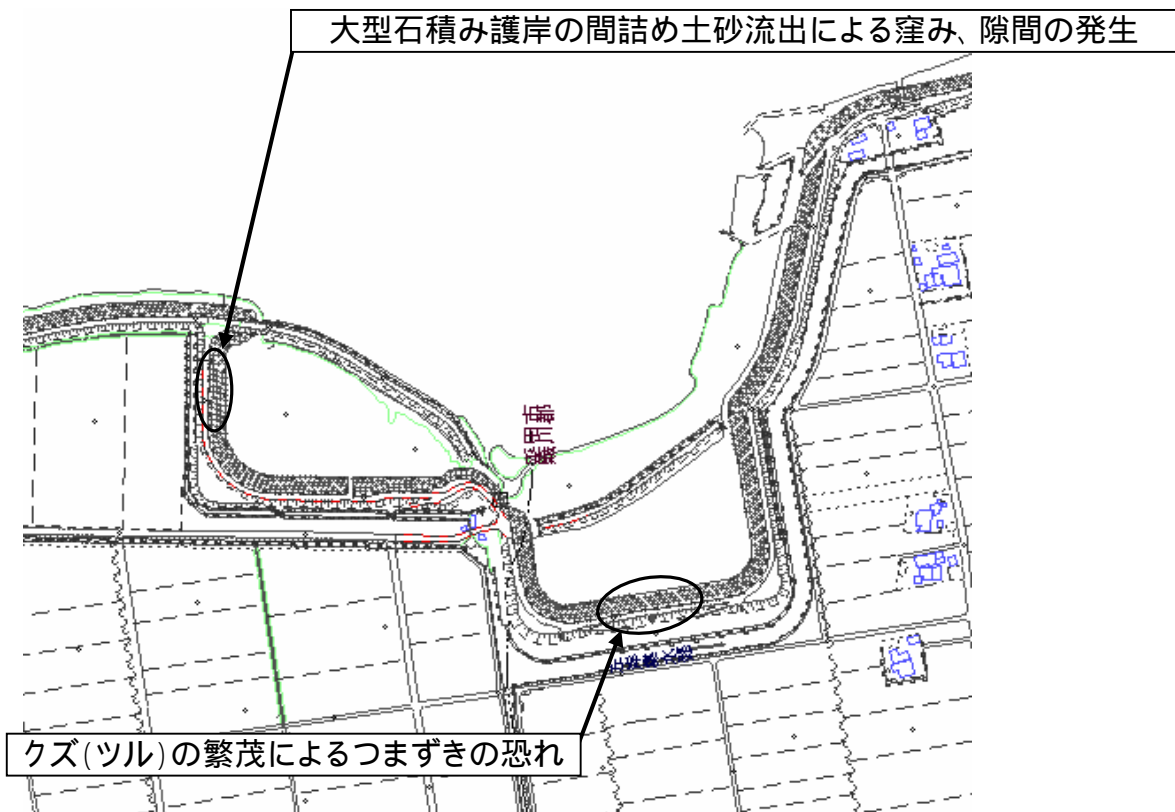 大型石積み護岸の間詰め土砂流出による窪み、隙間の発生
クズ(ツル)の繁茂によるつまずきの恐れ